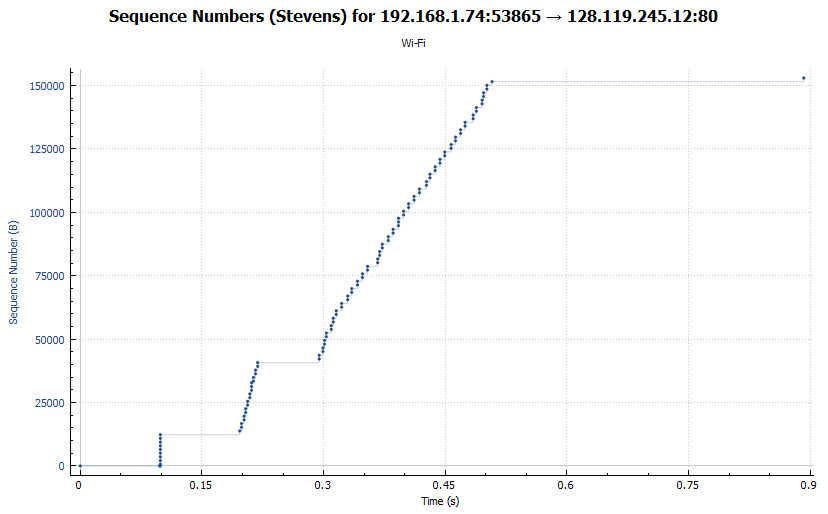 Sequence Numbers (Stevens) for 192.168.1.74:53865 → 128.119.245.12:80
Wi-Fi
150000
125000
100000
75000
50000
25000
0
Sequence Number (B)
0 0.15 0.3 0.45 0.6 0.75 0.9
Time (s)